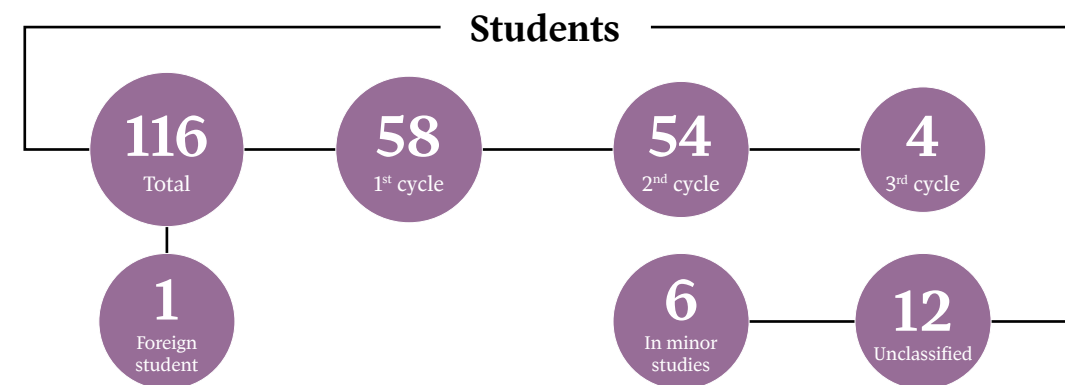 Students
116
Total
58
1st cycle
54
2nd cycle
4
3rd cycle
1
Foreign
student
6
In minor
studies
12
Unclassified